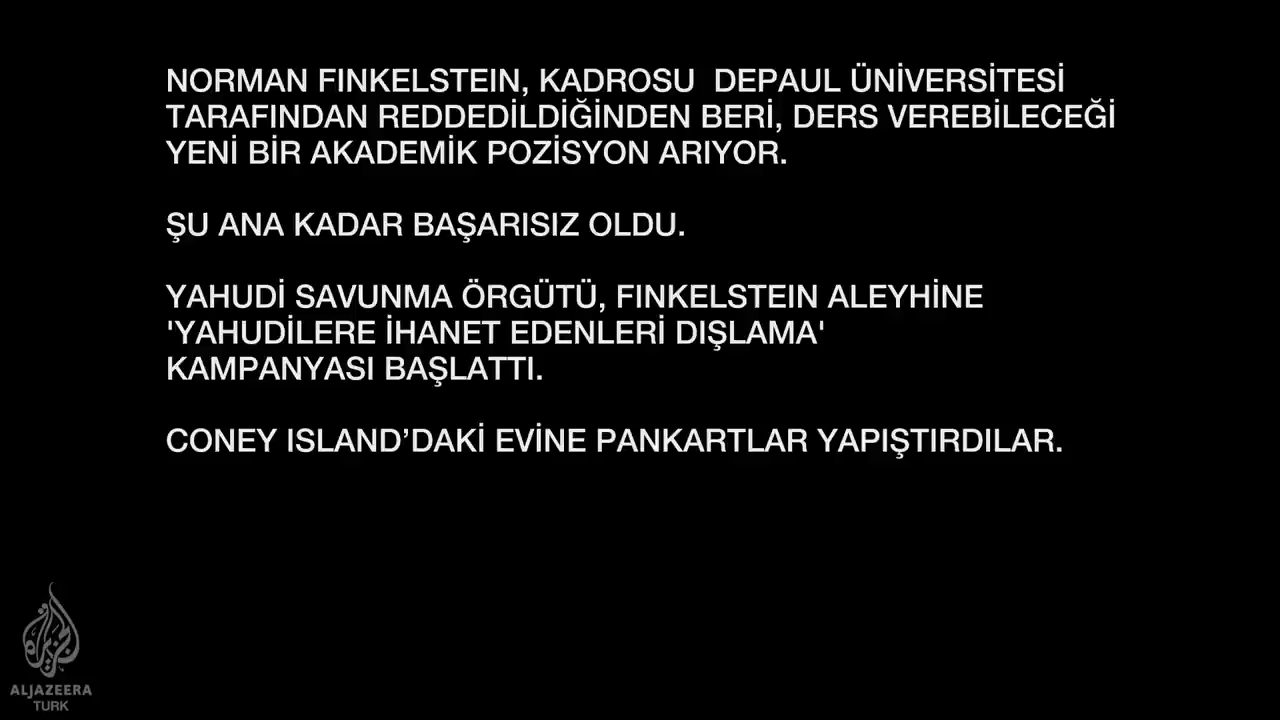 NORMAN FINKELSTEIN, KADROSU  DEPAUL ÜNİVERSİTESİ
TARAFINDAN REDDEDİLDİĞİNDEN BERİ, DERS VEREBİLECEĞİ
YENİ BİR AKADEMİK POZİSYON ARIYOR.
ŞU ANA KADAR BAŞARISIZ OLDU.
YAHUDİ SAVUNMA ÖRGÜTÜ, FINKELSTEIN ALEYHİNE
'YAHUDİLERE İHANET EDENLERİ DIŞLAMA'
KAMPANYASI BAŞLATTI.
CONEY ISLAND’DAKİ EVİNE PANKARTLAR YAPIŞTIRDILAR.
الجزيرة
ALJAZEERA
TURK